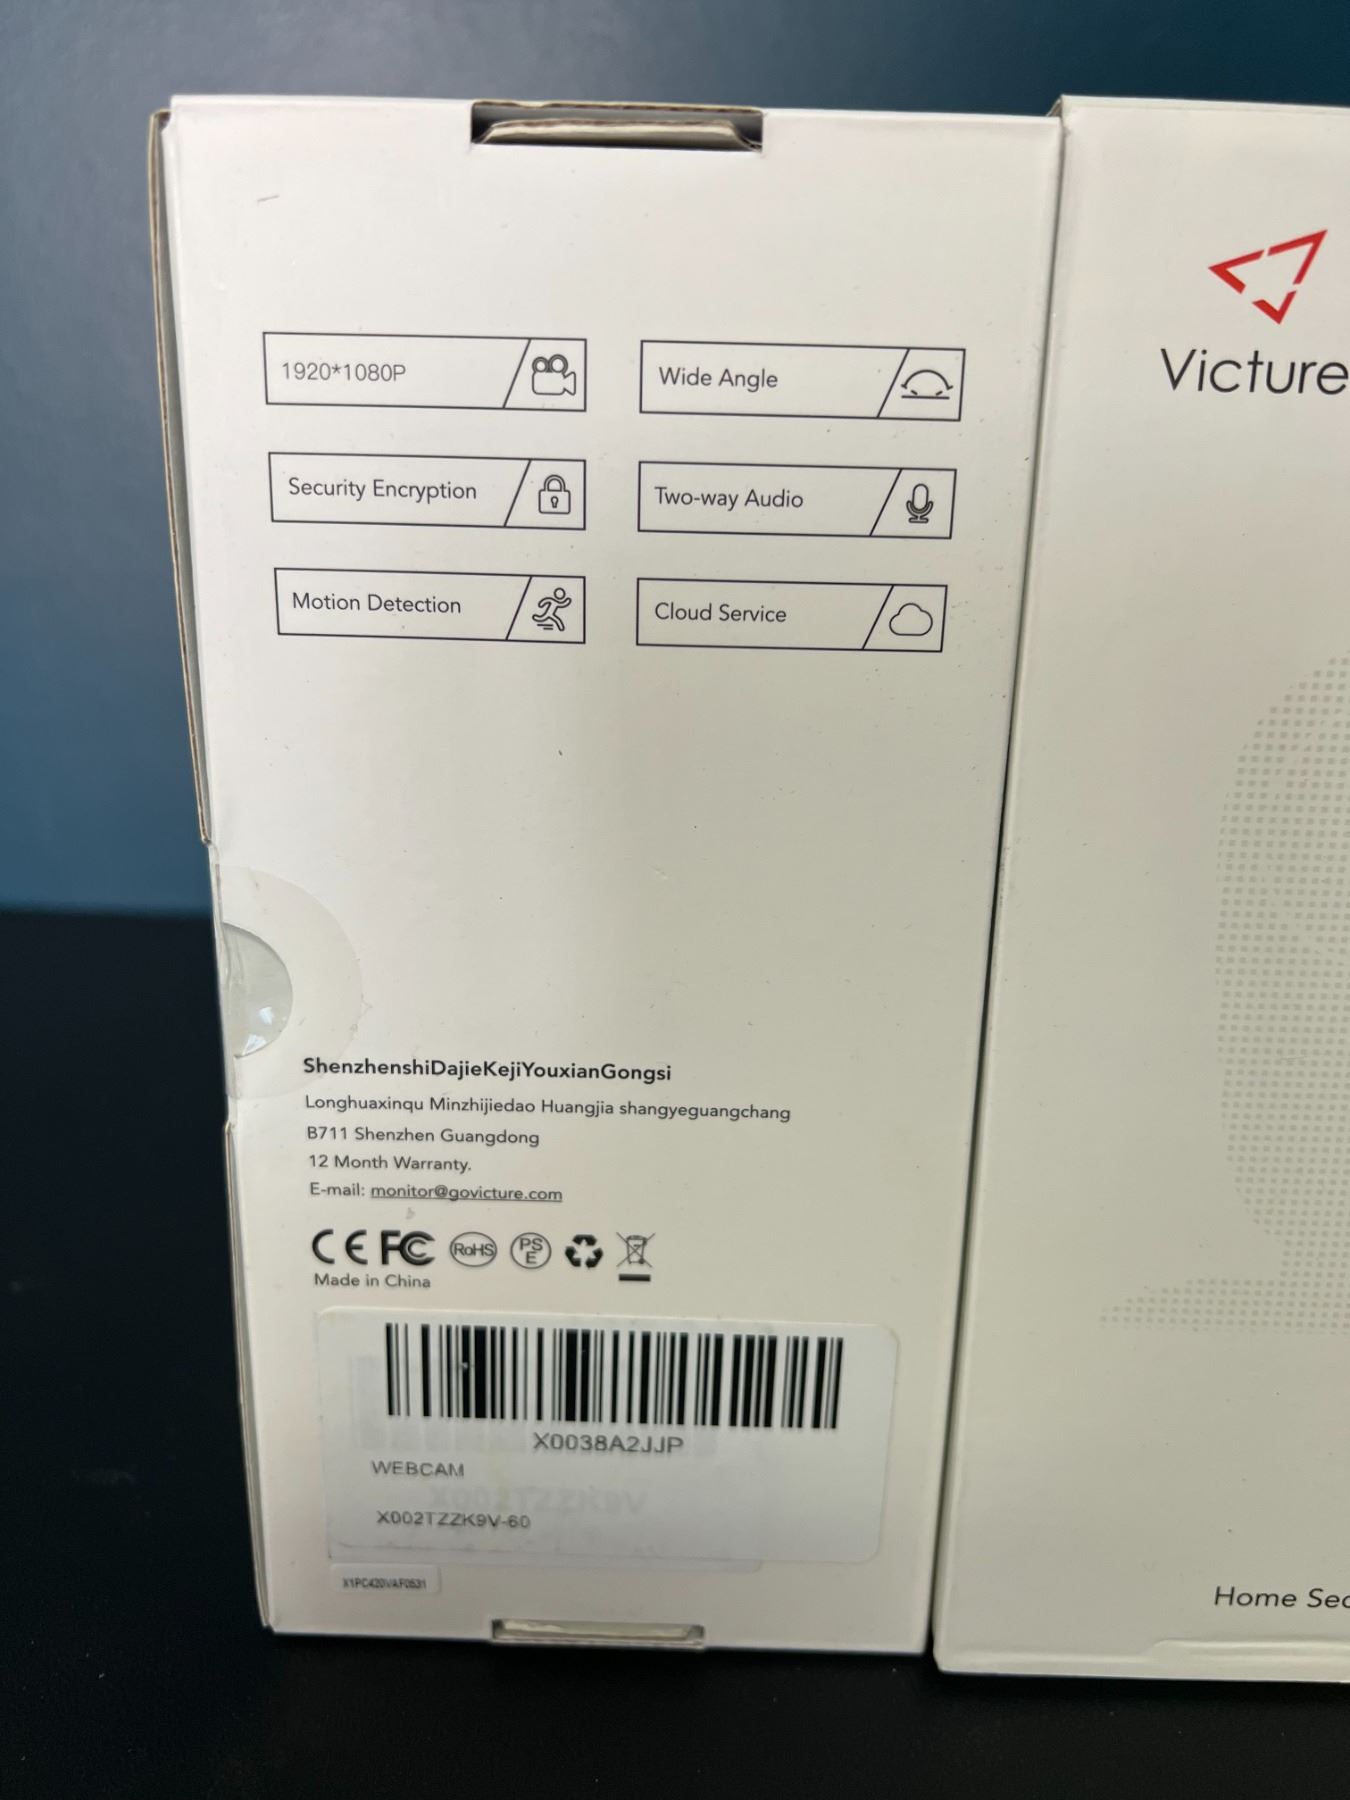 1920*1080P
Wide Angle
Security Encryption
Two-way Audio
Motion Detection
Cloud Service
ShenzhenshiDajieKejiYouxianGongsi
Longhuaxinqu Minzhijiedao Huangjia shangyeguangchang
B711 Shenzhen Guangdong
12 Month Warranty.
E-mail: monitor@govicture.com
CE FC RoHS PSE
Made in China
X0038A2JJP
WEBCAM
X002TZZK9V
X002TZZK9V-60
Victure
Home